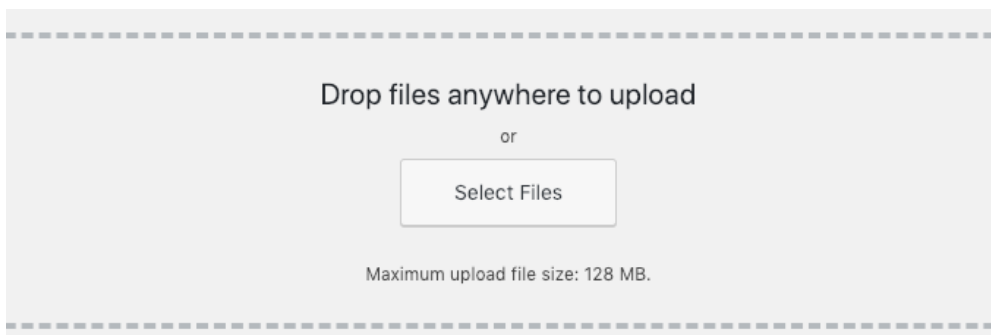 Drop files anywhere to upload
or
Select Files
Maximum upload file size: 128 MB.